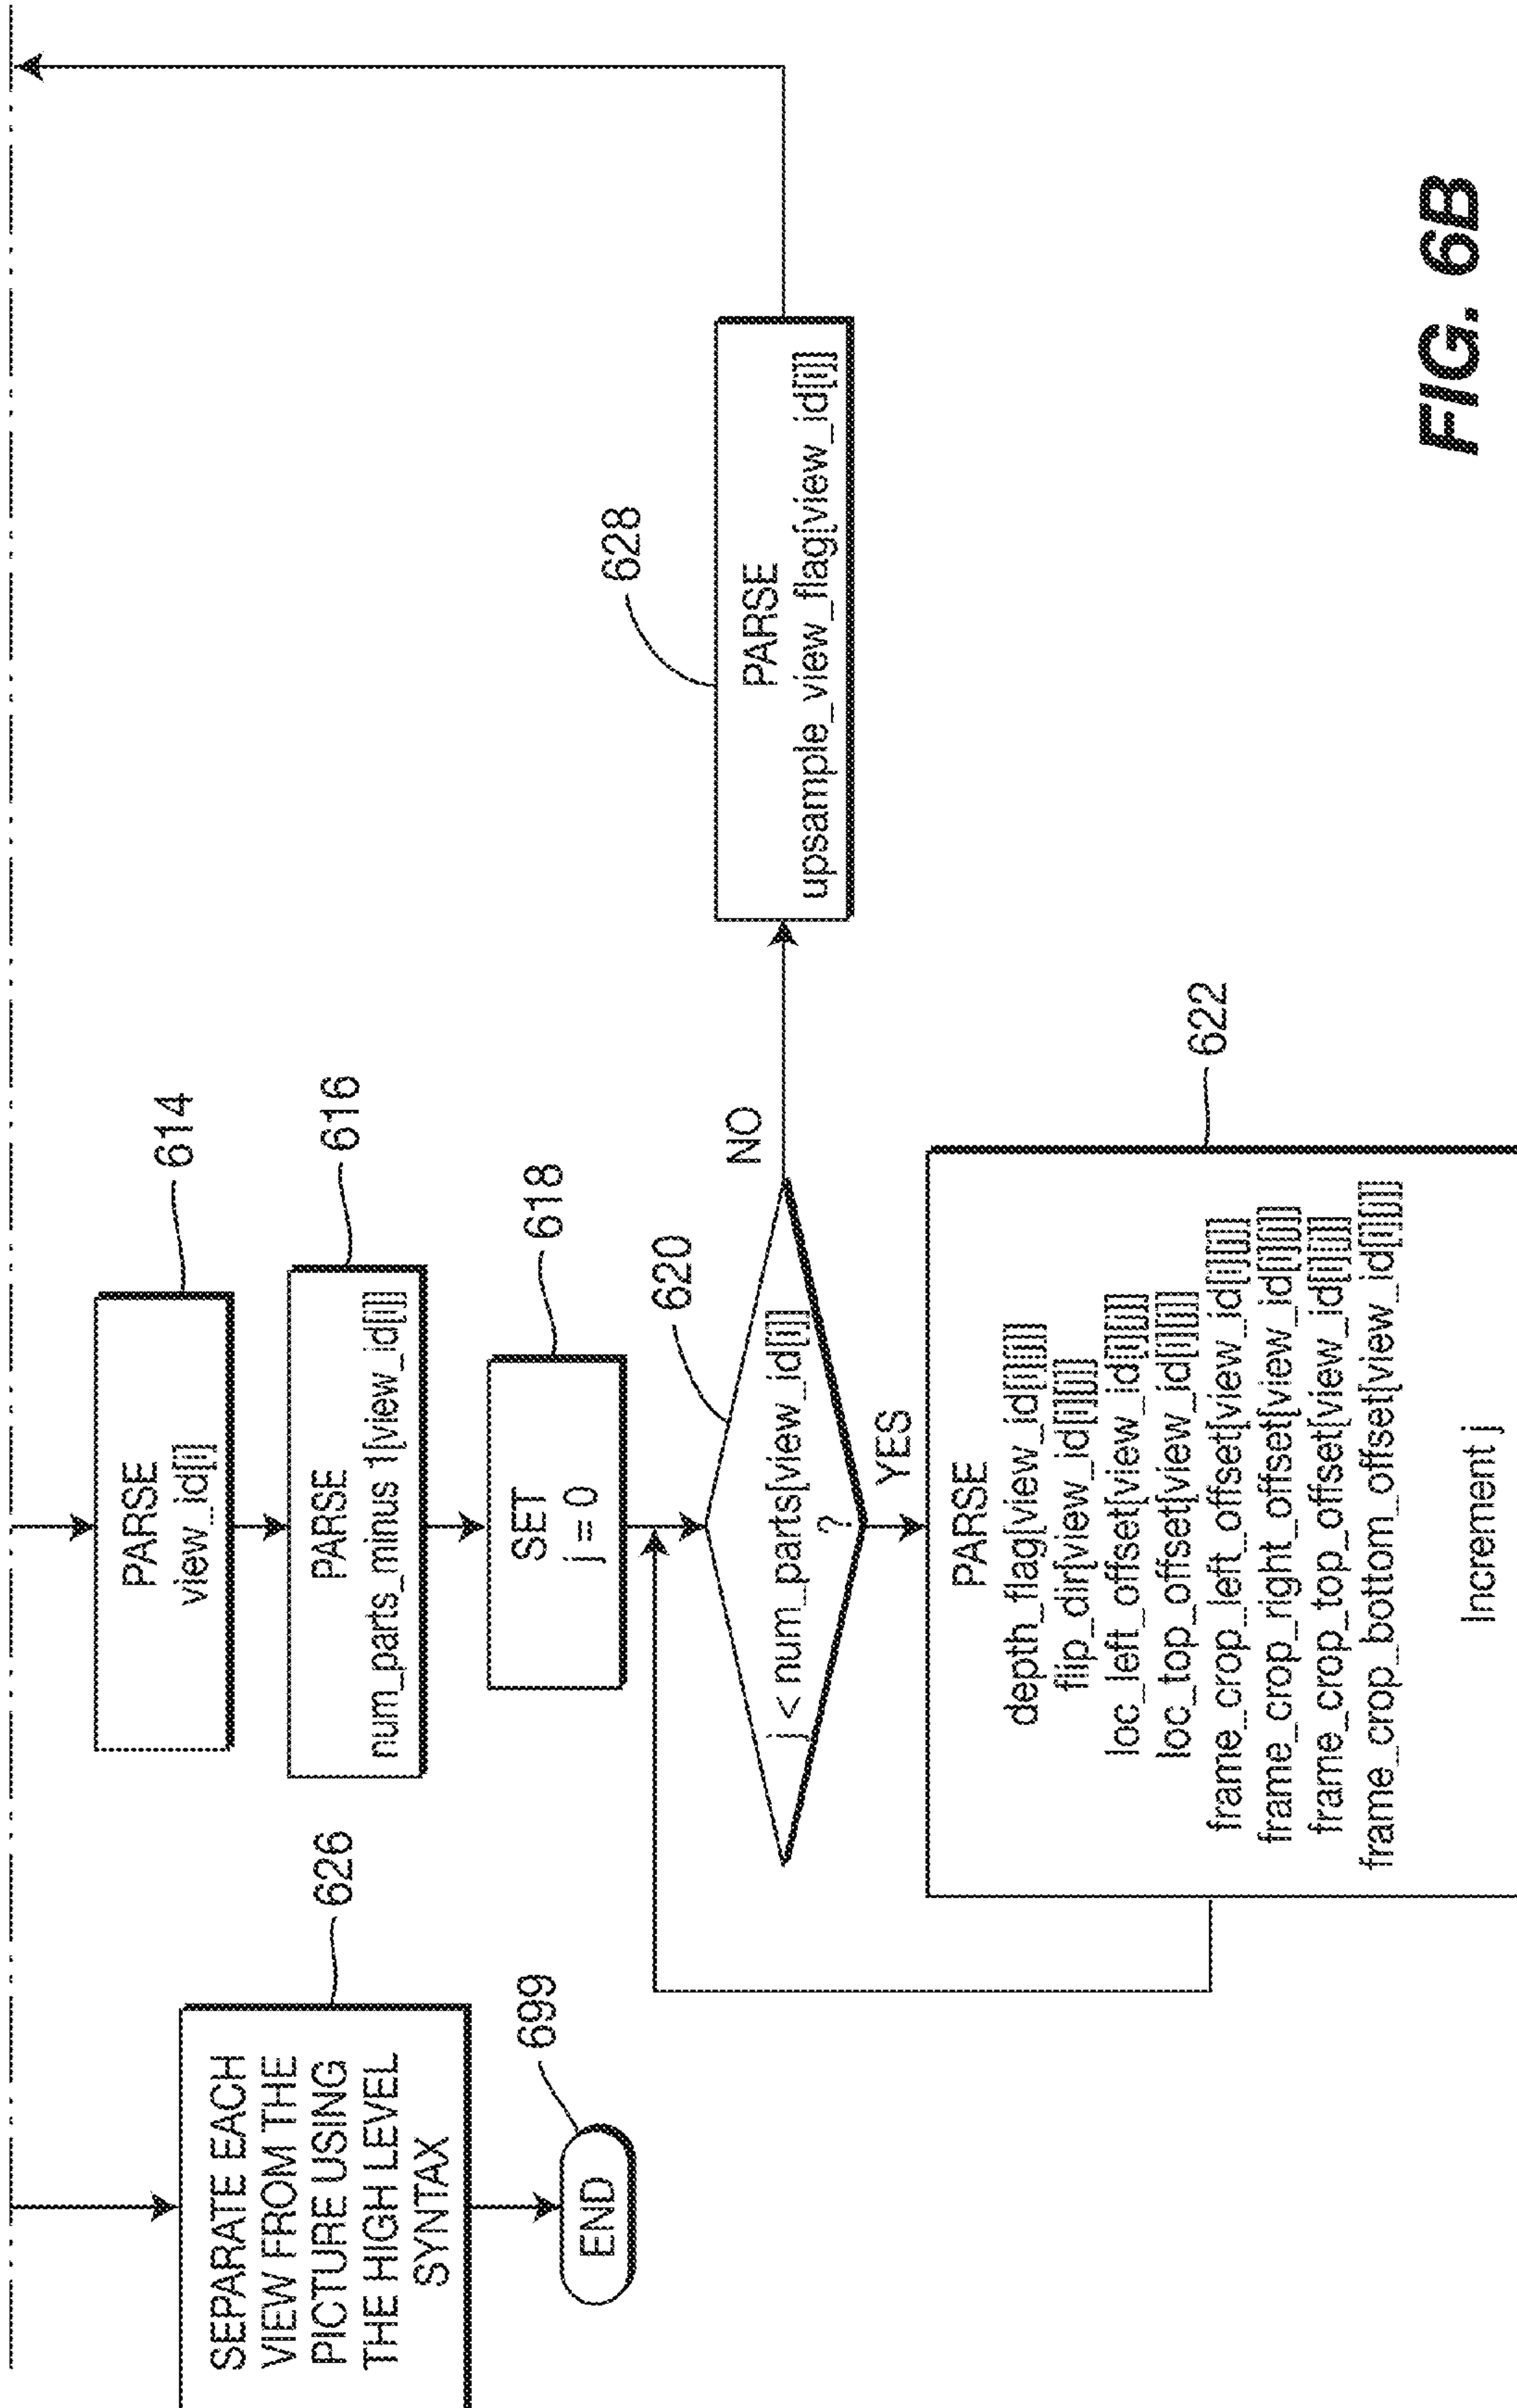 SEPARATE EACH
VIEW FROM THE
PICTURE USING
THE HIGH LEVEL
SYNTAX
626
END
699
PARSE
view_id[i]
614
PARSE
num_parts_minus 1[view_id[i]]
616
SET
j = 0
618
620
j < num_parts[view_id[i]]
?
NO
YES
PARSE
upsample_view_flag[view_id[i]]
628
PARSE
depth_flag[view_id[i]][j]
flip_dir[view_id[i]][j]
loc_left_offset[view_id[i]][j]
loc_top_offset[view_id[i]][j]
frame_crop_left_offset[view_id[i]][j]
frame_crop_right_offset[view_id[i]][j]
frame_crop_top_offset[view_id[i]][j]
frame_crop_bottom_offset[view_id[i]][j]
Increment j
622
FIG. 6B